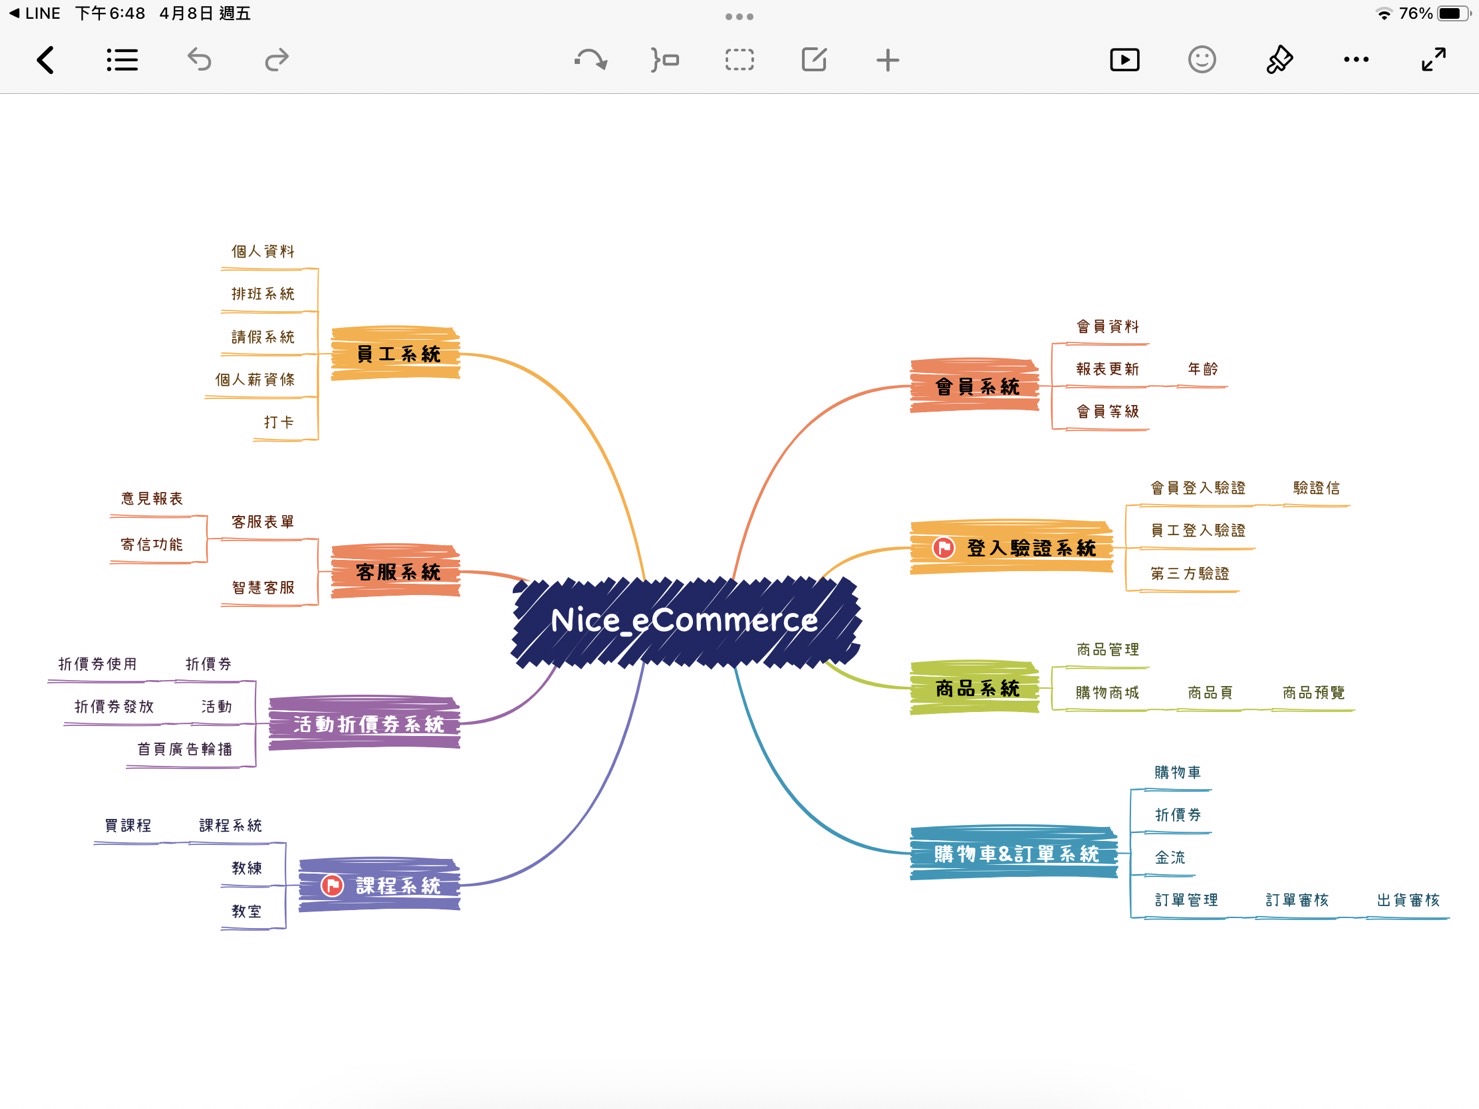 LINE 下午6:48 4月8日 週五
76%
個人資料
排班系統
請假系統
個人薪資條
打卡
員工系統
意見報表
寄信功能
客服表單
智慧客服
客服系統
折價券使用 折價券
折價券發放 活動
首頁廣告輪播
活動折價券系統
買課程 課程系統
教練
教室
課程系統
Nice_eCommerce
會員系統
會員資料
報表更新 年齡
會員等級
登入驗證系統
會員登入驗證 驗證信
員工登入驗證
第三方驗證
商品系統
商品管理
購物商城 商品頁 商品預覽
購物車&訂單系統
購物車
折價券
金流
訂單管理 訂單審核 出貨審核